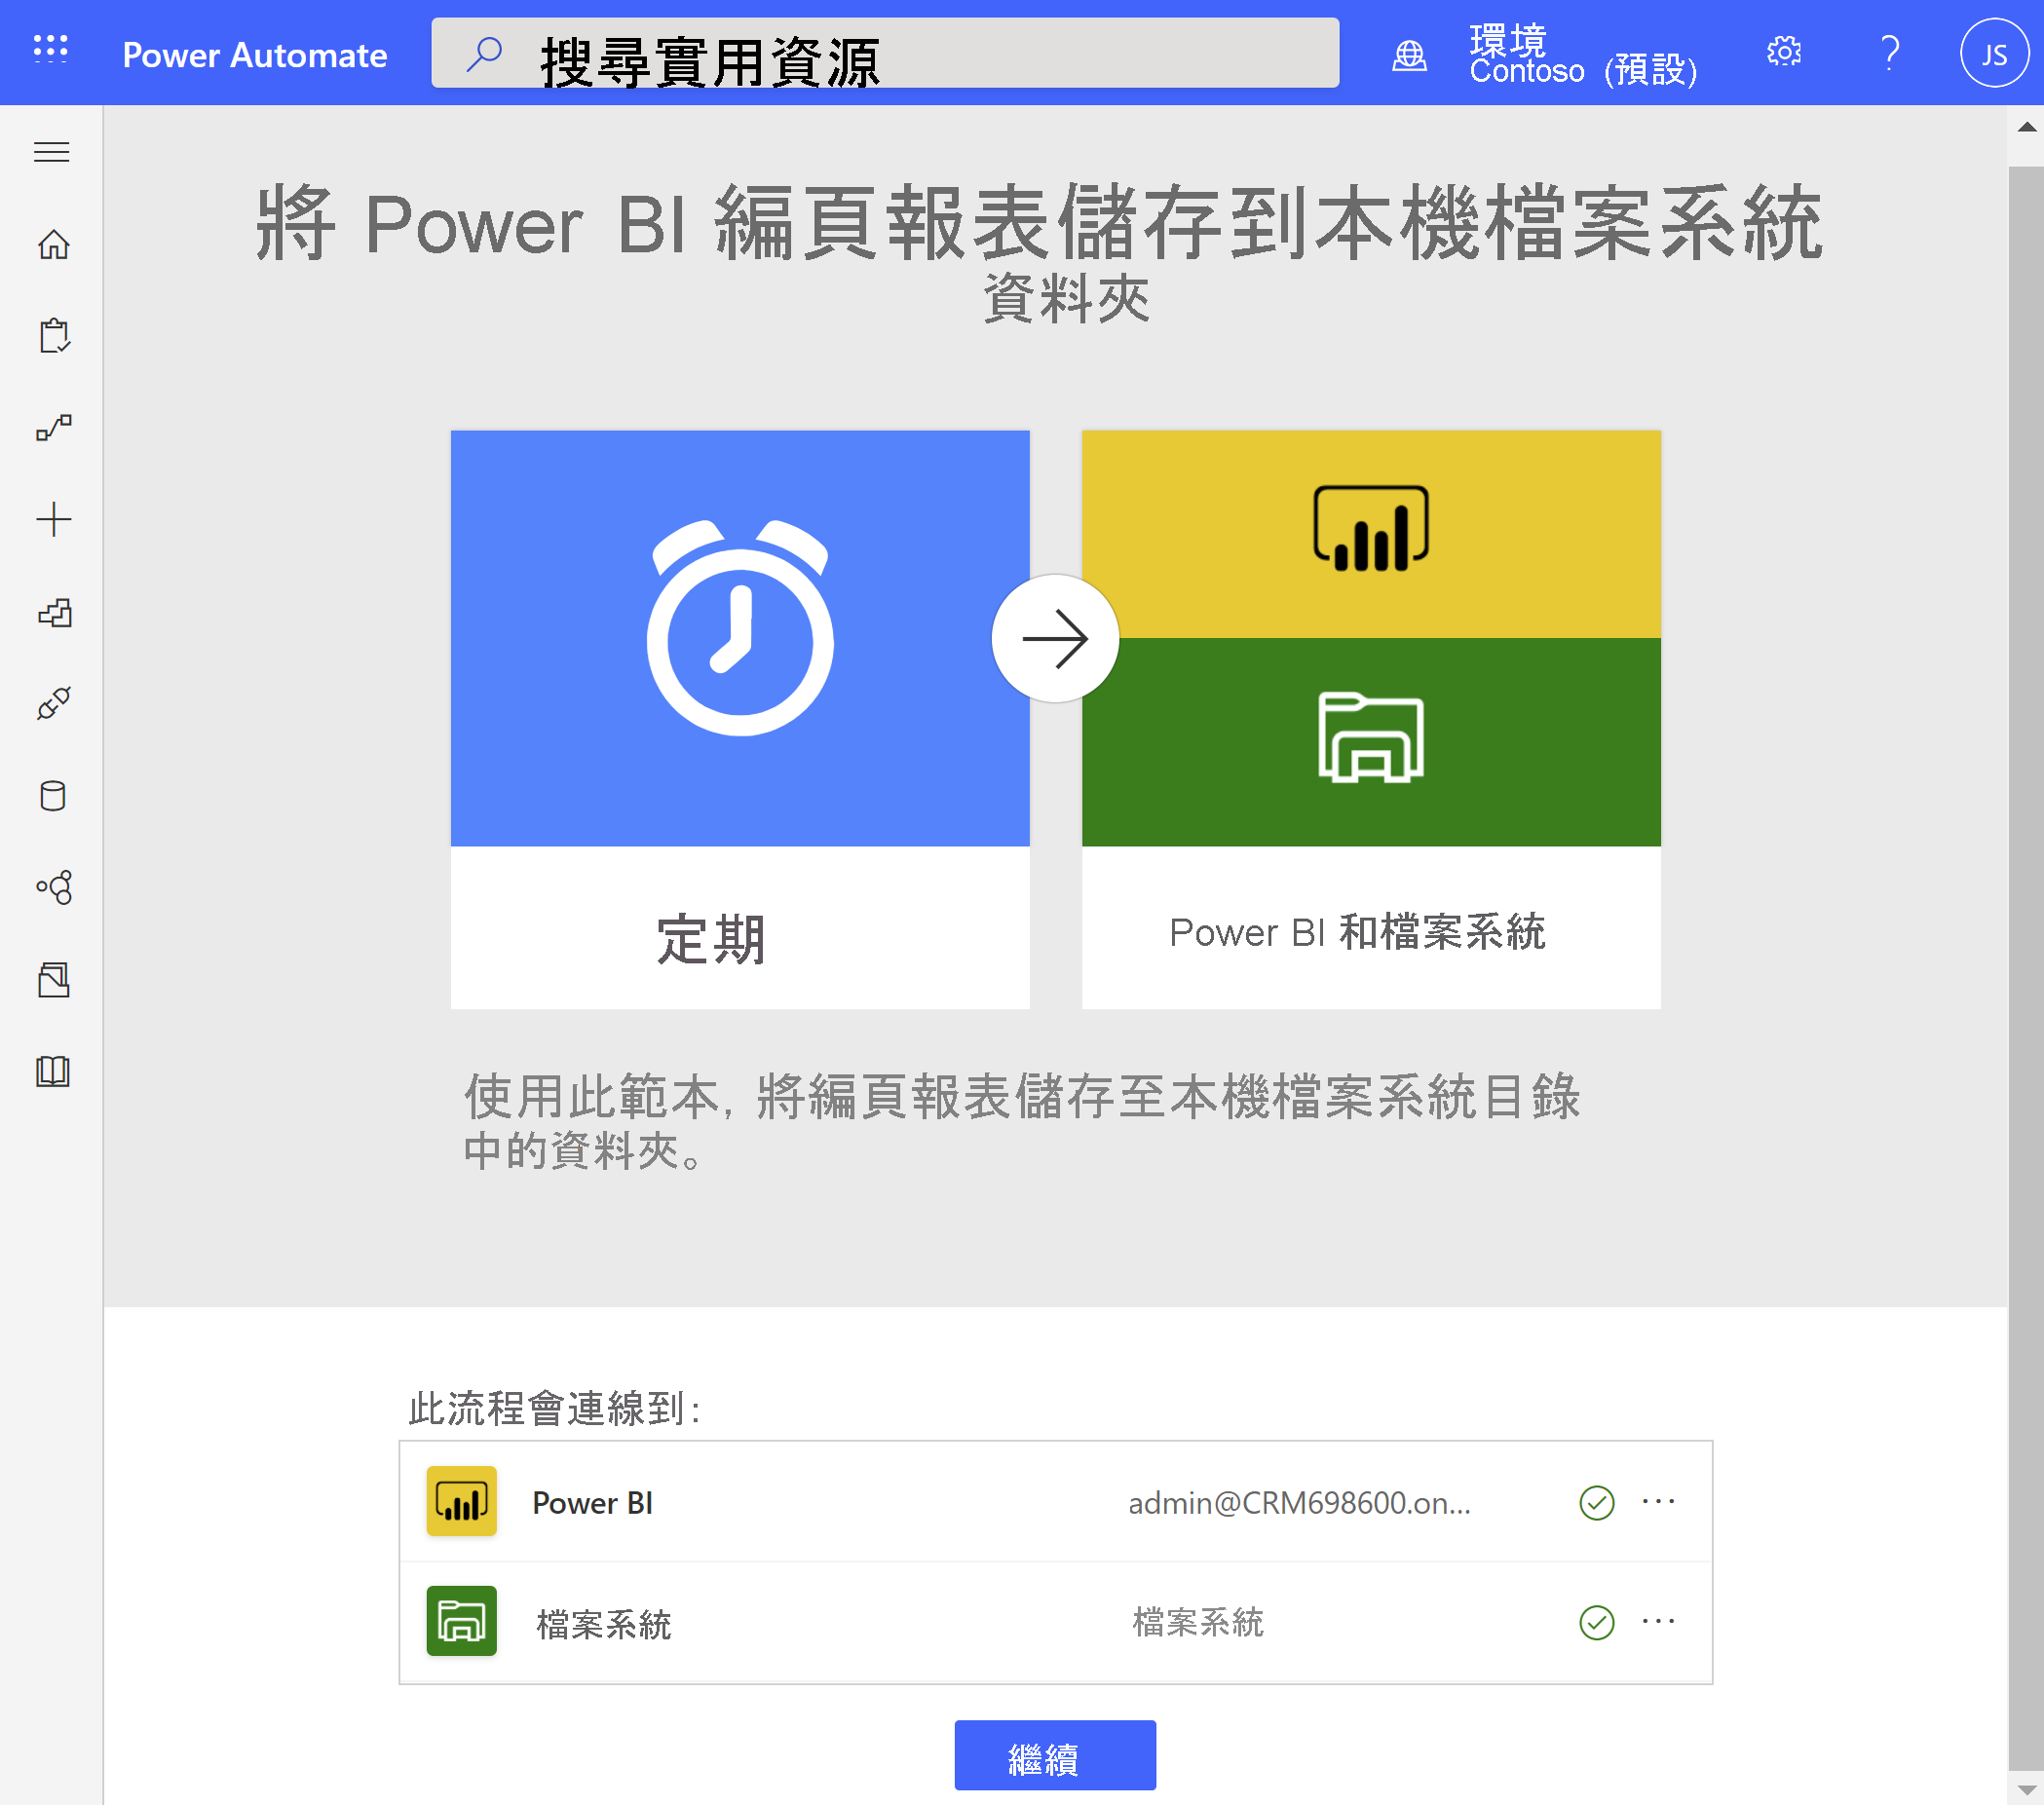 Power Automate
搜尋實用資源
環境
Contoso (預設)
JS
將 Power BI 編頁報表儲存到本機檔案系統
資料夾
定期
Power BI 和檔案系統
使用此範本, 將編頁報表儲存至本機檔案系統目錄
中的資料夾。
此流程會連線到:
Power BI
admin@CRM698600.on...
檔案系統
檔案系統
繼續